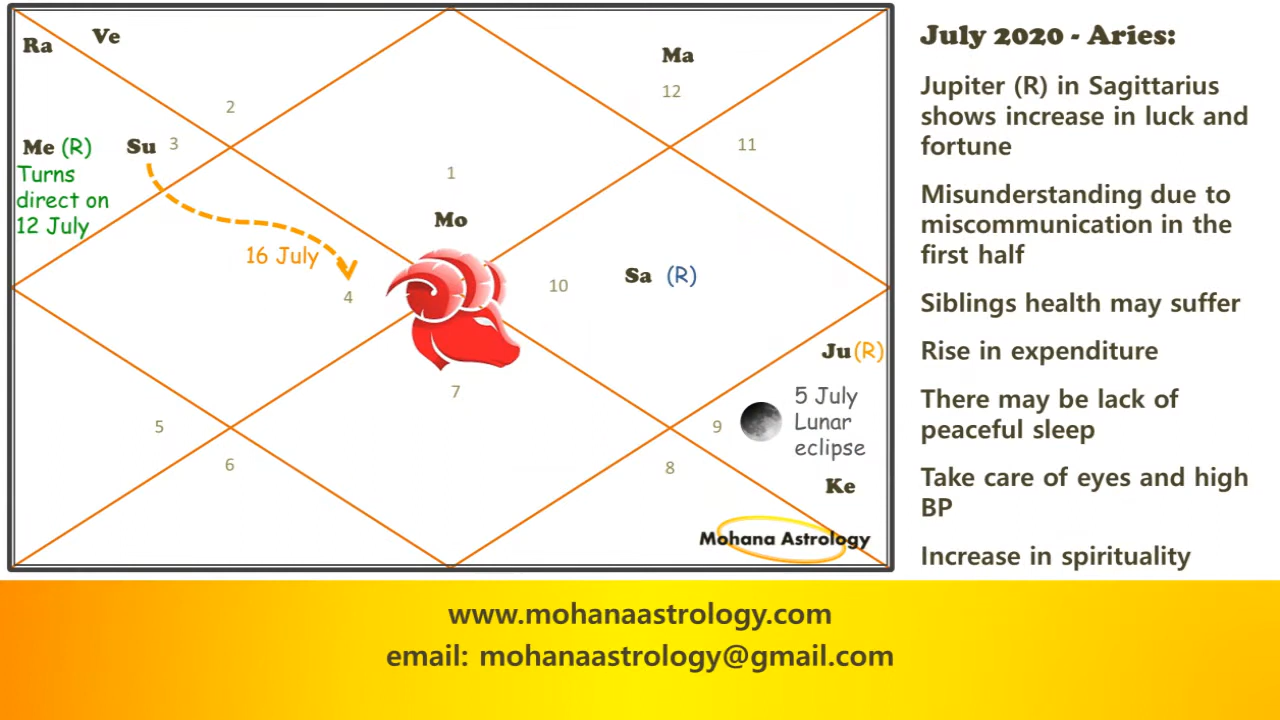 Ra
Ve
2
Me (R)
Turns
direct on
12 July
Su
3
16 July
4
1
Mo
Ma
12
11
10
Sa (R)
Ju (R)
5 July
Lunar
eclipse
9
Ke
8
7
5
6
Mohana Astrology
July 2020 - Aries:
Jupiter (R) in Sagittarius
shows increase in luck and
fortune
Misunderstanding due to
miscommunication in the
first half
Siblings health may suffer
Rise in expenditure
There may be lack of
peaceful sleep
Take care of eyes and high
BP
Increase in spirituality
www.mohanaastrology.com
email: mohanaastrology@gmail.com